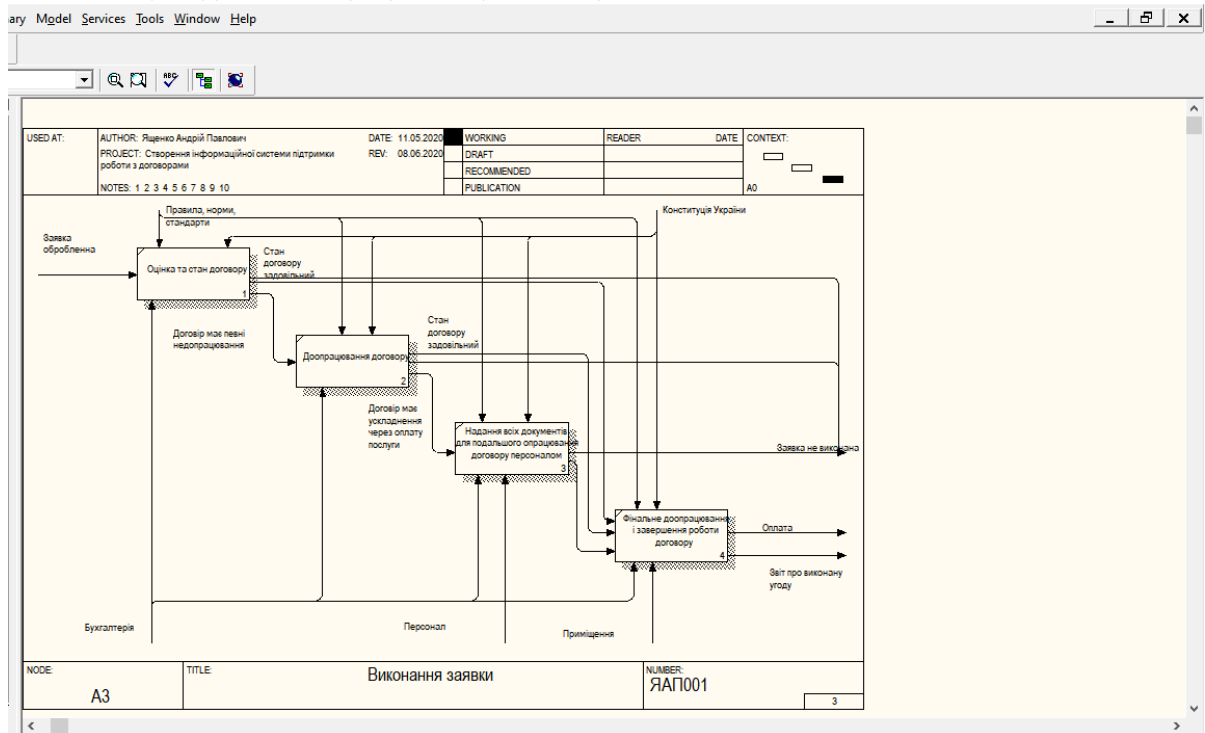 ary Model Services Tools Window Help
USED AT:
AUTHOR: Ященко Андрій Павлович
DATE: 11.05.2020
PROJECT: Створення інформаційної системи підтримки
роботи з договорами
REV: 08.06.2020
NOTES: 1 2 3 4 5 6 7 8 9 10
WORKING
DRAFT
RECOMMENDED
PUBLICATION
READER DATE
CONTEXT:
A0
Правила, норми,
стандарти
Конституція України
Заявка
обробленна
Оцінка та стан договору
1
Стан
договору
задовільний
Договір має певні
недопрацювання
Доопрацювання договору
2
Стан
договору
задовільний
Договір має
ускладнення
через оплату
послуги
Надання всіх документів
для подальшого опрацювання
договору персоналом
3
Заявка не виконана
Фінальне доопрацювання
і завершення роботи
договору
4
Оплата
Звіт про виконану
угоду
Бухгалтерія
Персонал
Приміщення
NODE:
A3
TITLE:
Виконання заявки
NUMBER:
ЯАП001
3